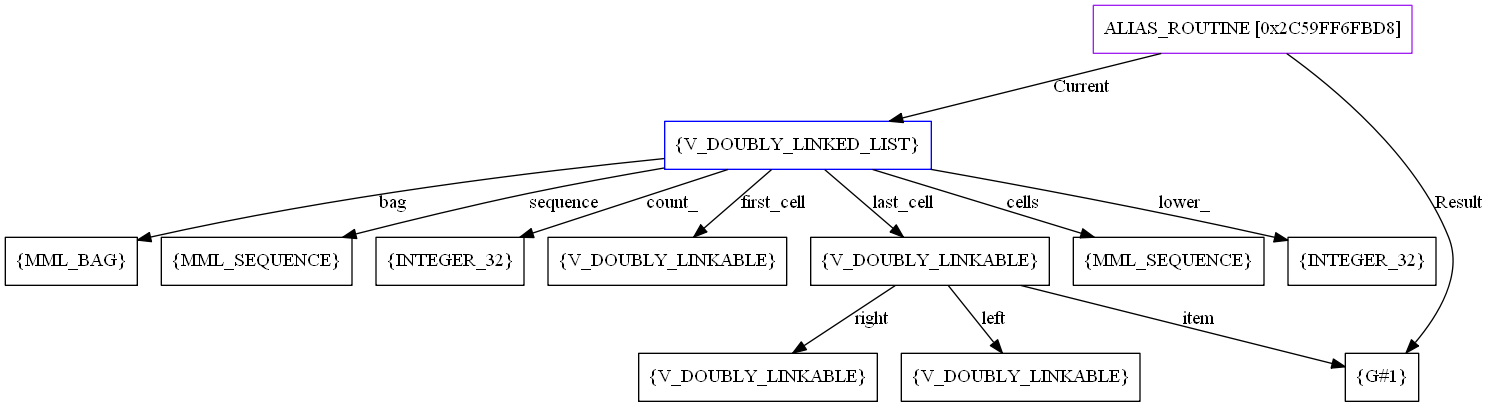 ALIAS_ROUTINE [0x2C59FF6FBD8]
Current
{V_DOUBLY_LINKED_LIST}
bag
sequence
count_
first_cell
last_cell
cells
lower_
Result
{MML_BAG}
{MML_SEQUENCE}
{INTEGER_32}
{V_DOUBLY_LINKABLE}
{V_DOUBLY_LINKABLE}
{MML_SEQUENCE}
{INTEGER_32}
right
left
item
{V_DOUBLY_LINKABLE}
{V_DOUBLY_LINKABLE}
{G#1}